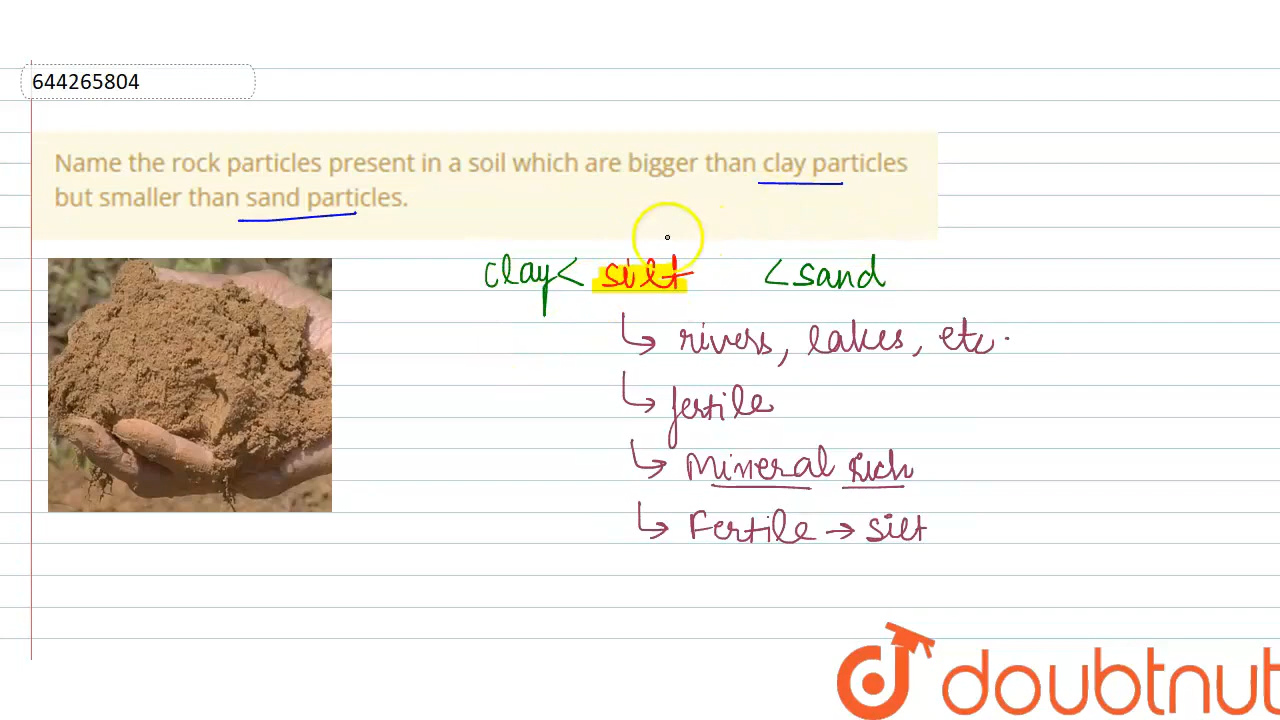 644265804
Name the rock particles present in a soil which are bigger than clay particles
but smaller than sand particles.
clay< silt < sand
↳ rivers, lakes, etc.
↳ fertile
↳ Mineral Rich
↳ Fertile → silt
doubtnut